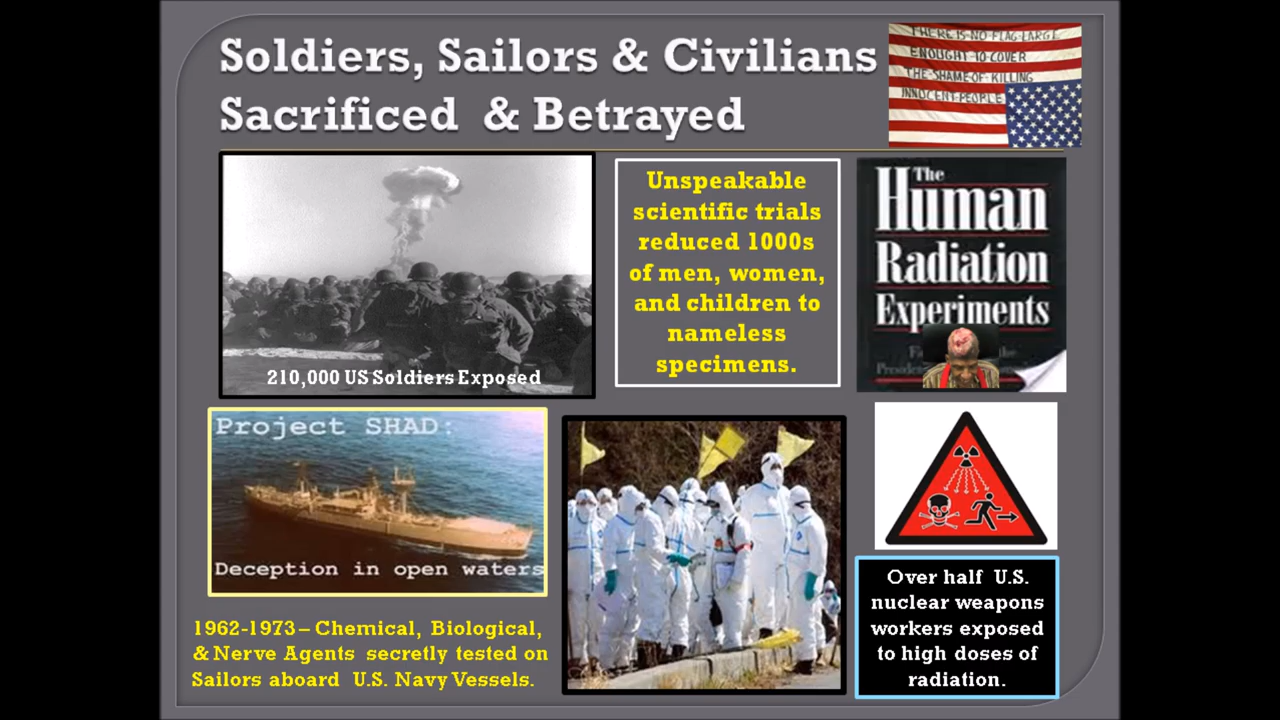 Soldiers, Sailors & Civilians
Sacrificed & Betrayed
THERE IS NO FLAG LARGE
ENOUGHT TO COVER
THE SHAME OF KILLING
INNOCENT PEOPLE
210,000 US Soldiers Exposed
Unspeakable
scientific trials
reduced 1000s
of men, women,
and children to
nameless
specimens.
The
Human
Radiation
Experiments
Project SHAD:
Deception in open waters
1962-1973 – Chemical, Biological,
& Nerve Agents secretly tested on
Sailors aboard U.S. Navy Vessels.
Over half U.S.
nuclear weapons
workers exposed
to high doses of
radiation.